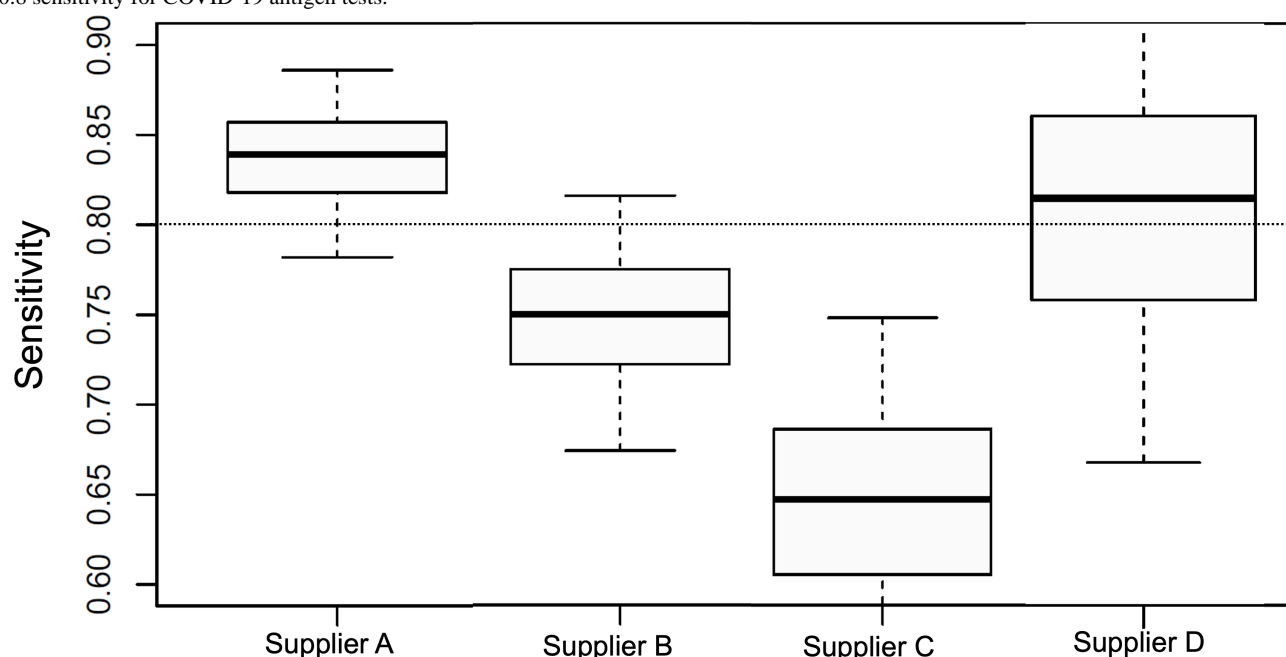 0.8 sensitivity for COVID-19 antigen tests.
0.90
0.85
0.80
0.75
0.70
0.65
0.60
Sensitivity
Supplier A
Supplier B
Supplier C
Supplier D